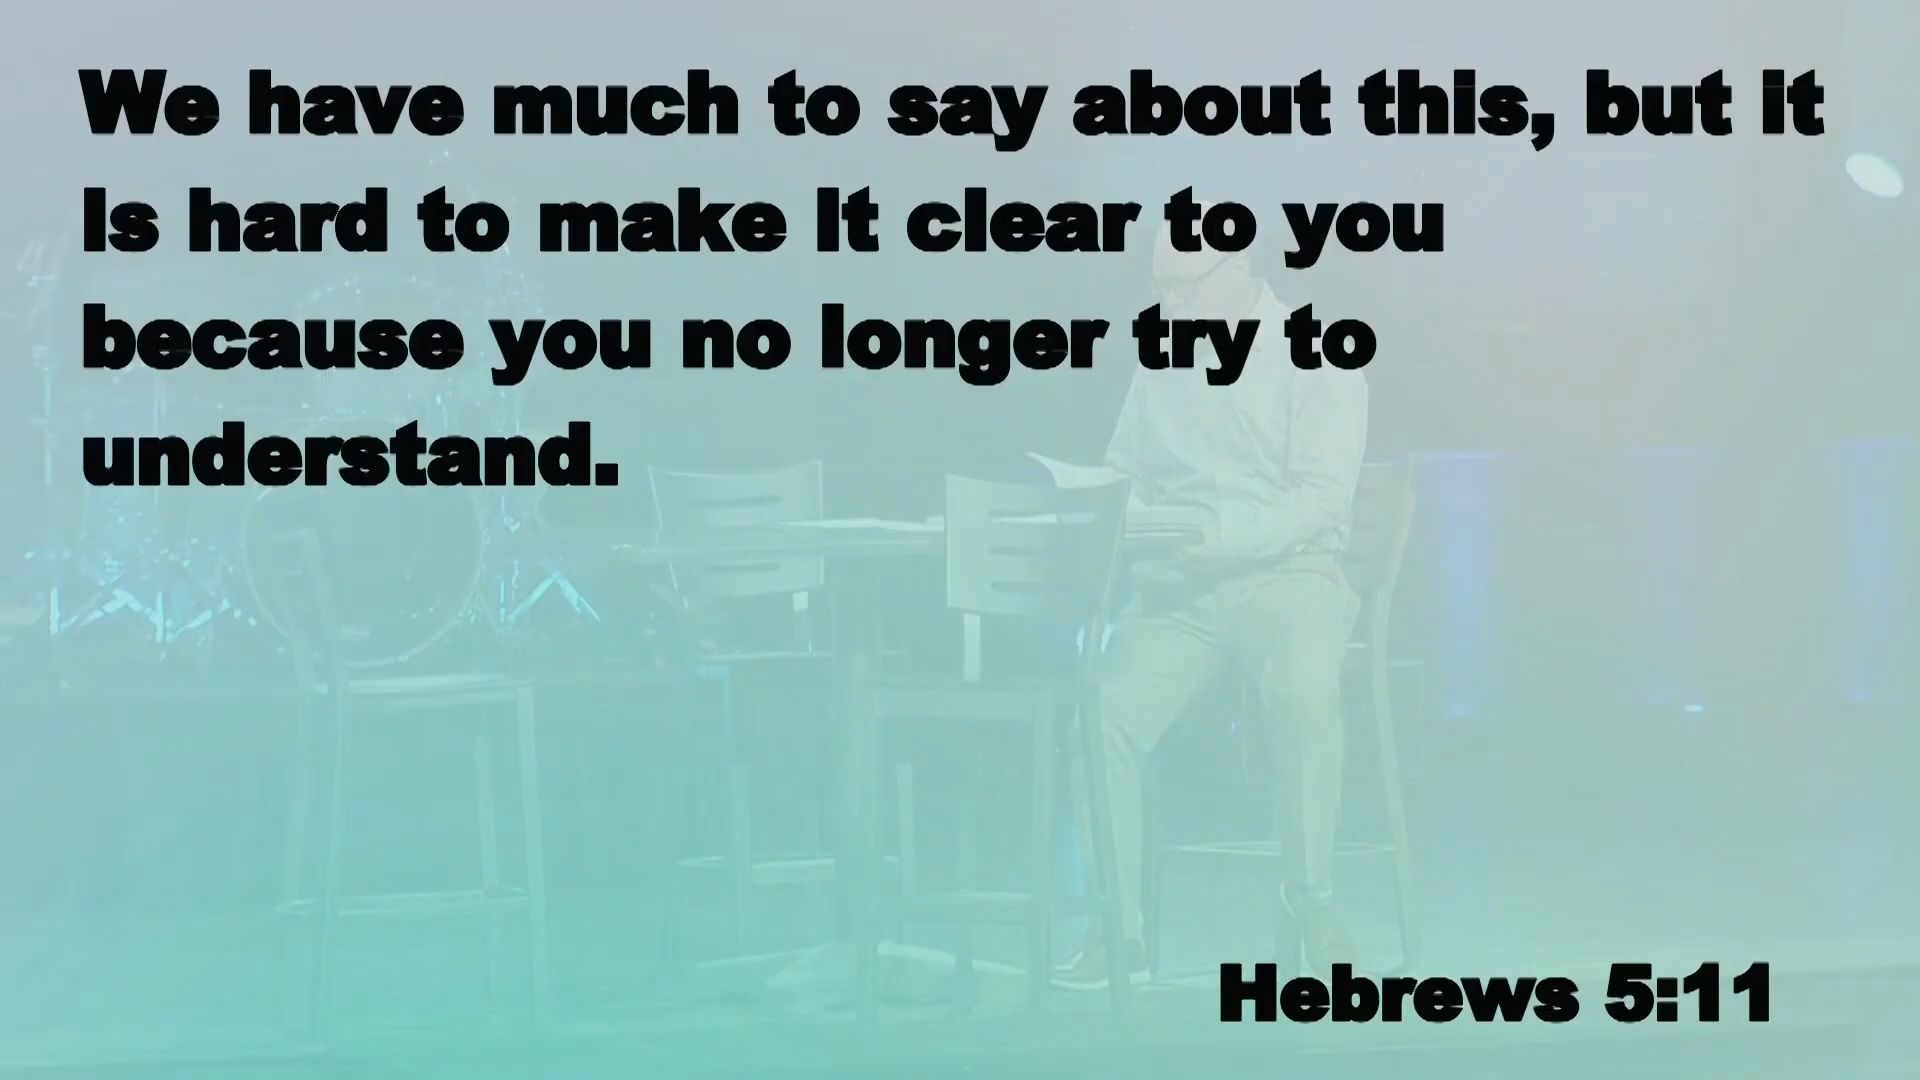 We have much to say about this, but it
is hard to make it clear to you
because you no longer try to
understand.
Hebrews 5:11